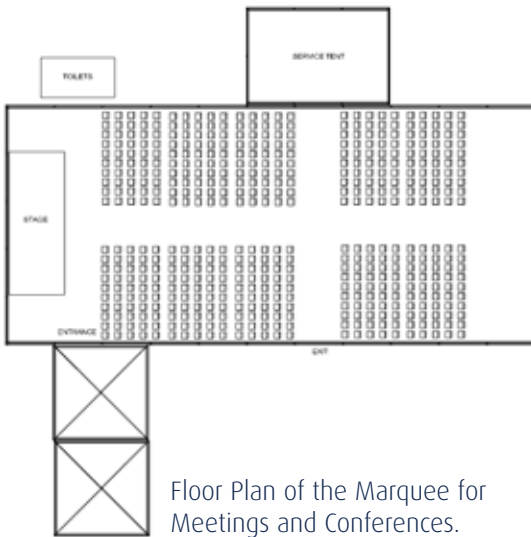 SERVICE TENT
TOILETS
STAGE
ENTRANCE
EXIT
Floor Plan of the Marquee for
Meetings and Conferences.